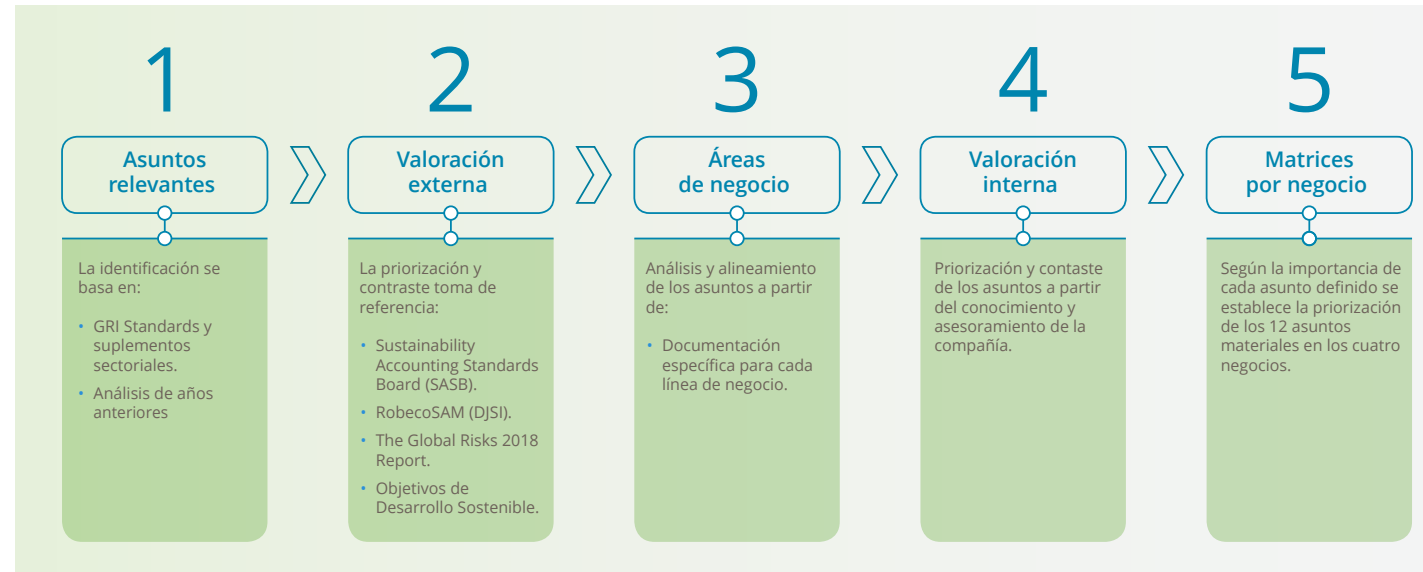 1
Asuntos
relevantes
La identificación se
basa en:
• GRI Standards y
suplementos
sectoriales.
• Análisis de años
anteriores
2
Valoración
externa
La priorización y
contraste toma de
referencia:
• Sustainability
Accounting Standards
Board (SASB).
• RobecoSAM (DJSI).
• The Global Risks 2018
Report.
• Objetivos de
Desarrollo Sostenible.
3
Áreas
de negocio
Análisis y alineamiento
de los asuntos a partir
de:
• Documentación
específica para cada
línea de negocio.
4
Valoración
interna
Priorización y contaste
de los asuntos a partir
del conocimiento y
asesoramiento de la
compañía.
5
Matrices
por negocio
Según la importancia de
cada asunto definido se
establece la priorización
de los 12 asuntos
materiales en los cuatro
negocios.